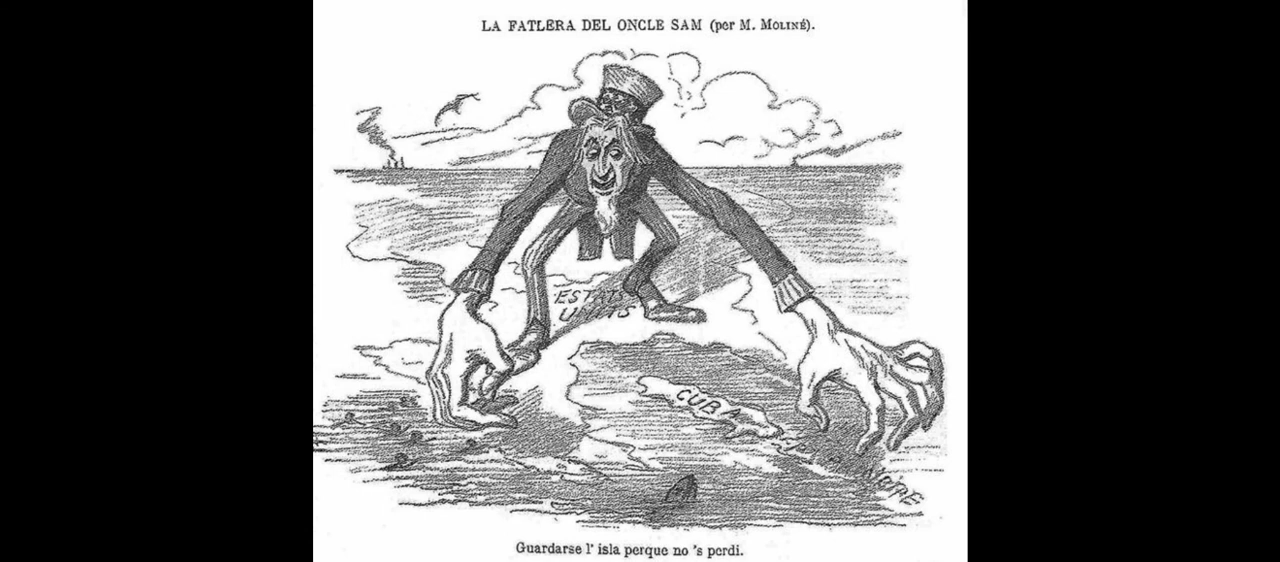 LA FATLERA DEL ONCLE SAM (per M. MOLINÉ).
ESTATS
UNITS
CUBA
Guardarse l' isla perque no 's perdi.